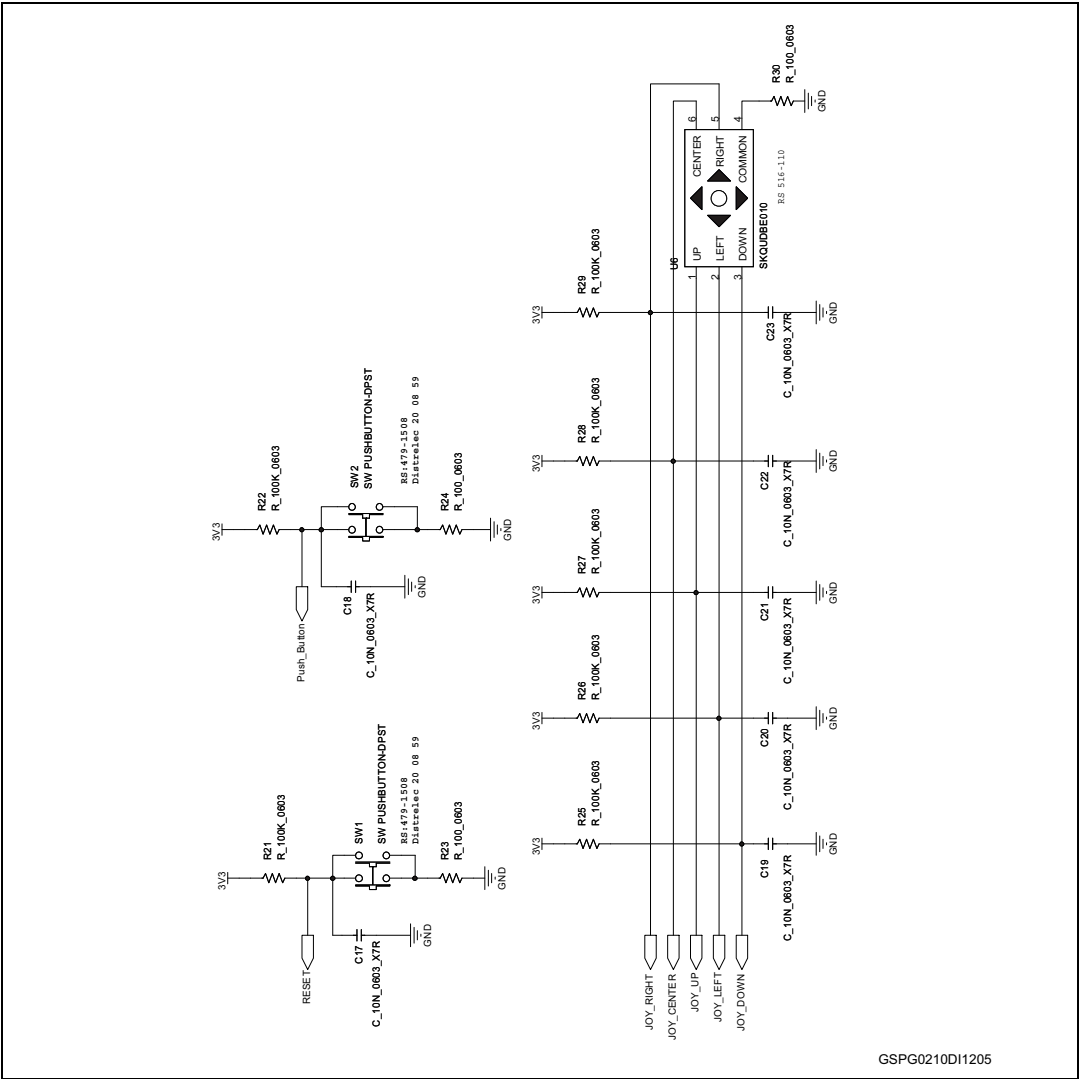 R30
R_100_0603
GND
6
5
4
CENTER
RIGHT
COMMON
RS 516-110
UP
LEFT
DOWN
U6
SKQUDBE010
1
2
3
3V3
R29
R_100K_0603
C23
C_10N_0603_X7R
GND
3V3
R28
R_100K_0603
C22
C_10N_0603_X7R
GND
3V3
R27
R_100K_0603
C21
C_10N_0603_X7R
GND
3V3
R26
R_100K_0603
C20
C_10N_0603_X7R
GND
3V3
R25
R_100K_0603
C19
C_10N_0603_X7R
GND
JOY_RIGHT
JOY_CENTER
JOY_UP
JOY_LEFT
JOY_DOWN
3V3
R22
R_100K_0603
SW2
SW PUSHBUTTON-DPST
RS:479-1508
Distrelec 20 08 59
R24
R_100_0603
GND
C18
C_10N_0603_X7R
GND
Push_Button
3V3
R21
R_100K_0603
SW1
SW PUSHBUTTON-DPST
RS:479-1508
Distrelec 20 08 59
R23
R_100_0603
GND
C17
C_10N_0603_X7R
GND
RESET
GSPG0210DI1205